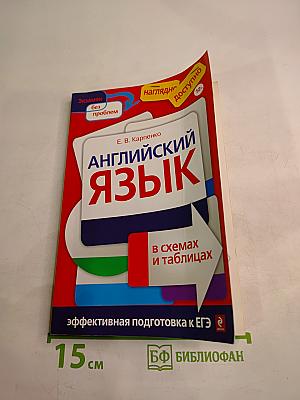 Экзамен
без
проблем
наглядно
доступно
Е. В. Карпенко
АНГЛИЙСКИЙ
ЯЗЫК
в схемах
и таблицах
эффективная подготовка к ЕГЭ
15 см
БФ БИБЛИОФАН